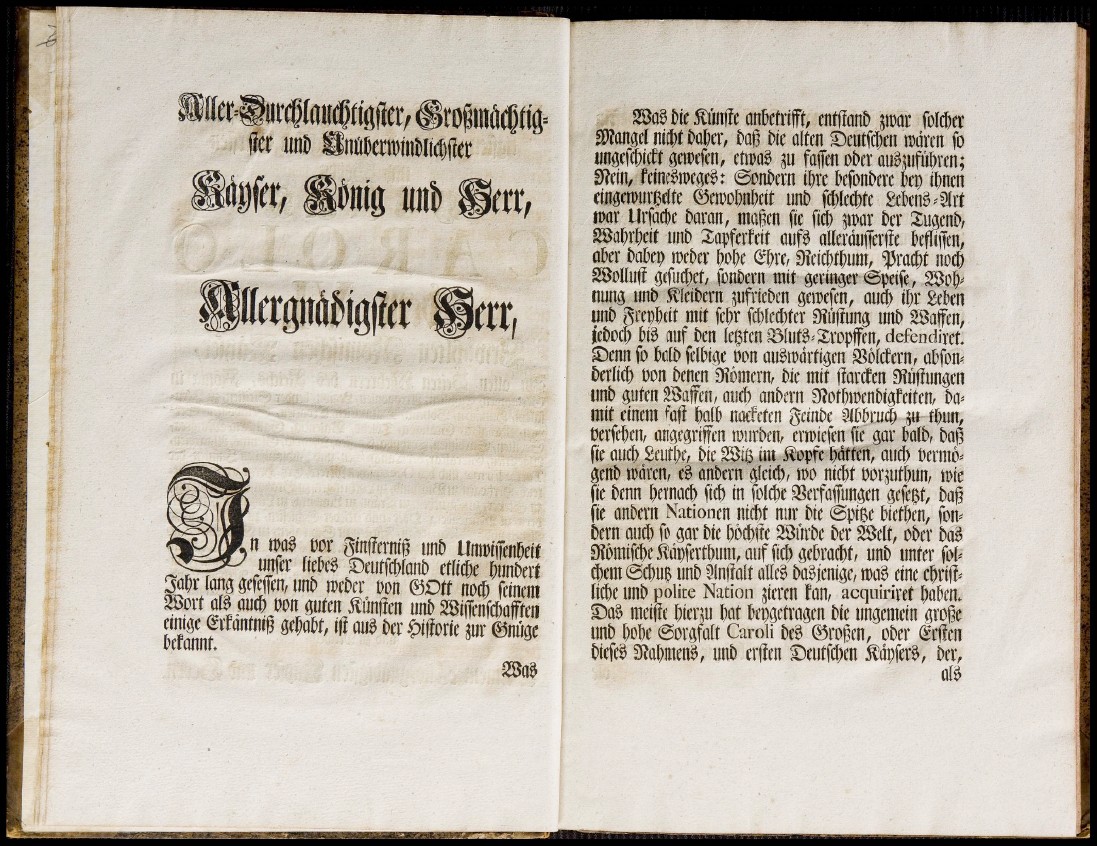 Aller-Durchlauchtigster, Großmächtig-
ster und Unüberwindlichster
Käyser, König und Herr,
Allergnädigster Herr,
In was vor Finsterniß und Unwissenheit
unser liebes Deutschland etliche hundert
Jahr lang gesessen, und weder von GOtt noch seinem
Wort als auch von guten Künsten und Wissenschafften
einige Erkäntniß gehabt, ist aus der Historie zur Gnüge
bekannt.
Was
Was die Künste anbetrifft, entstand zwar solcher
Mangel nicht daher, daß die alten Deutschen wären so
ungeschickt gewesen, etwas zu fassen oder auszuführen;
Nein, keinesweges: Sondern ihre besondere bey ihnen
eingewurtzelte Gewohnheit und schlechte Lebens-Art
war Ursache daran, maßen sie sich zwar der Tugend,
Wahrheit und Tapferkeit aufs alleräusserste beflissen,
aber dabey weder hohe Ehre, Reichthum, Pracht noch
Wollust gesuchet, sondern mit geringer Speise, Woh-
nung und Kleidern zufrieden gewesen, auch ihr Leben
und Freyheit mit sehr schlechter Rüstung und Waffen,
jedoch bis auf den letzten Bluts-Tropffen, defendiret.
Denn so bald selbige von auswärtigen Völckern, abson-
derlich von denen Römern, die mit starcken Rüstungen
und guten Waffen, auch andern Nothwendigkeiten, da-
mit einem fast halb nacketen Feinde Abbruch zu thun,
versehen, angegriffen wurden, erwiesen sie gar bald, daß
sie auch Leuthe, die Witz im Kopfe hätten, auch vermö-
gend wären, es andern gleich, wo nicht vorzuthun, wie
sie denn hernach sich in solche Verfassungen gesetzt, daß
sie andern Nationen nicht nur die Spitze biethen, son-
dern auch so gar die höchste Würde der Welt, oder das
Römische Käyserthum, auf sich gebracht, und unter sol-
chem Schutz und Anstalt alles dasjenige, was eine christ-
liche und polite Nation zieren kan, acquiriret haben.
Das meiste hierzu hat beygetragen die ungemein große
und hohe Sorgfalt Caroli des Großen, oder Ersten
dieses Nahmens, und ersten Deutschen Käysers, der,
als